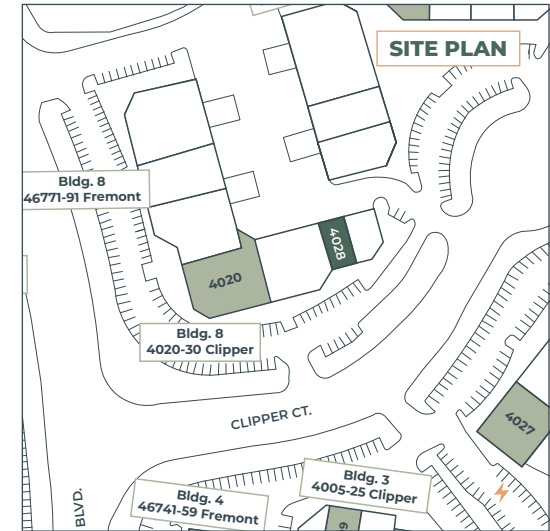 SITE PLAN
Bldg. 8
46771-91 Fremont
4028
4020
Bldg. 8
4020-30 Clipper
CLIPPER CT.
4027
Bldg. 3
4005-25 Clipper
Bldg. 4
46741-59 Fremont
BLVD.